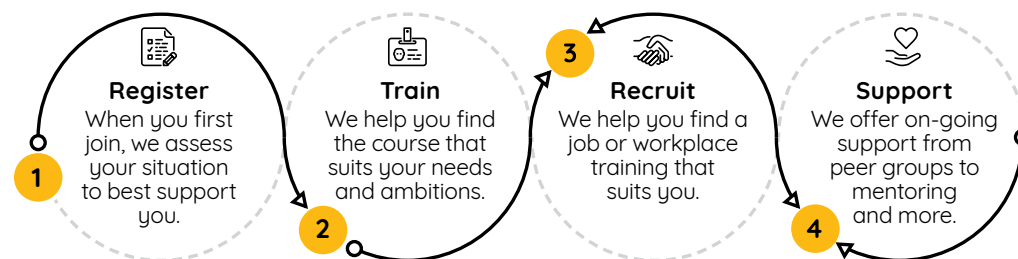 1
Register
When you first
join, we assess
your situation
to best support
you.
2
Train
We help you find
the course that
suits your needs
and ambitions.
3
Recruit
We help you find a
job or workplace
training that
suits you.
4
Support
We offer on-going
support from
peer groups to
mentoring
and more.